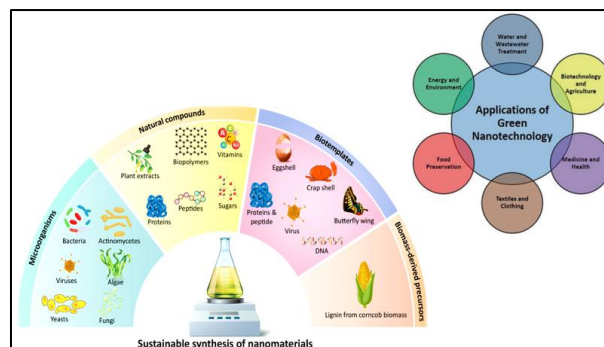 Microorganisms
Bacteria
Actinomycetes
Viruses
Algae
Yeasts
Fungi
Natural compounds
Plant extracts
Biopolymers
Vitamins
Proteins
Peptides
Sugars
Biotemplates
Eggshell
Crap shell
Proteins &
peptide
Virus
Butterfly wing
DNA
Biomass-derived precursors
Lignin from corncob biomass
Sustainable synthesis of nanomaterials
Water and
Wastewater
Treatment
Energy and
Environment
Biotechnology
and
Agriculture
Applications of
Green
Nanotechnology
Food
Preservation
Medicine and
Health
Textiles and
Clothing